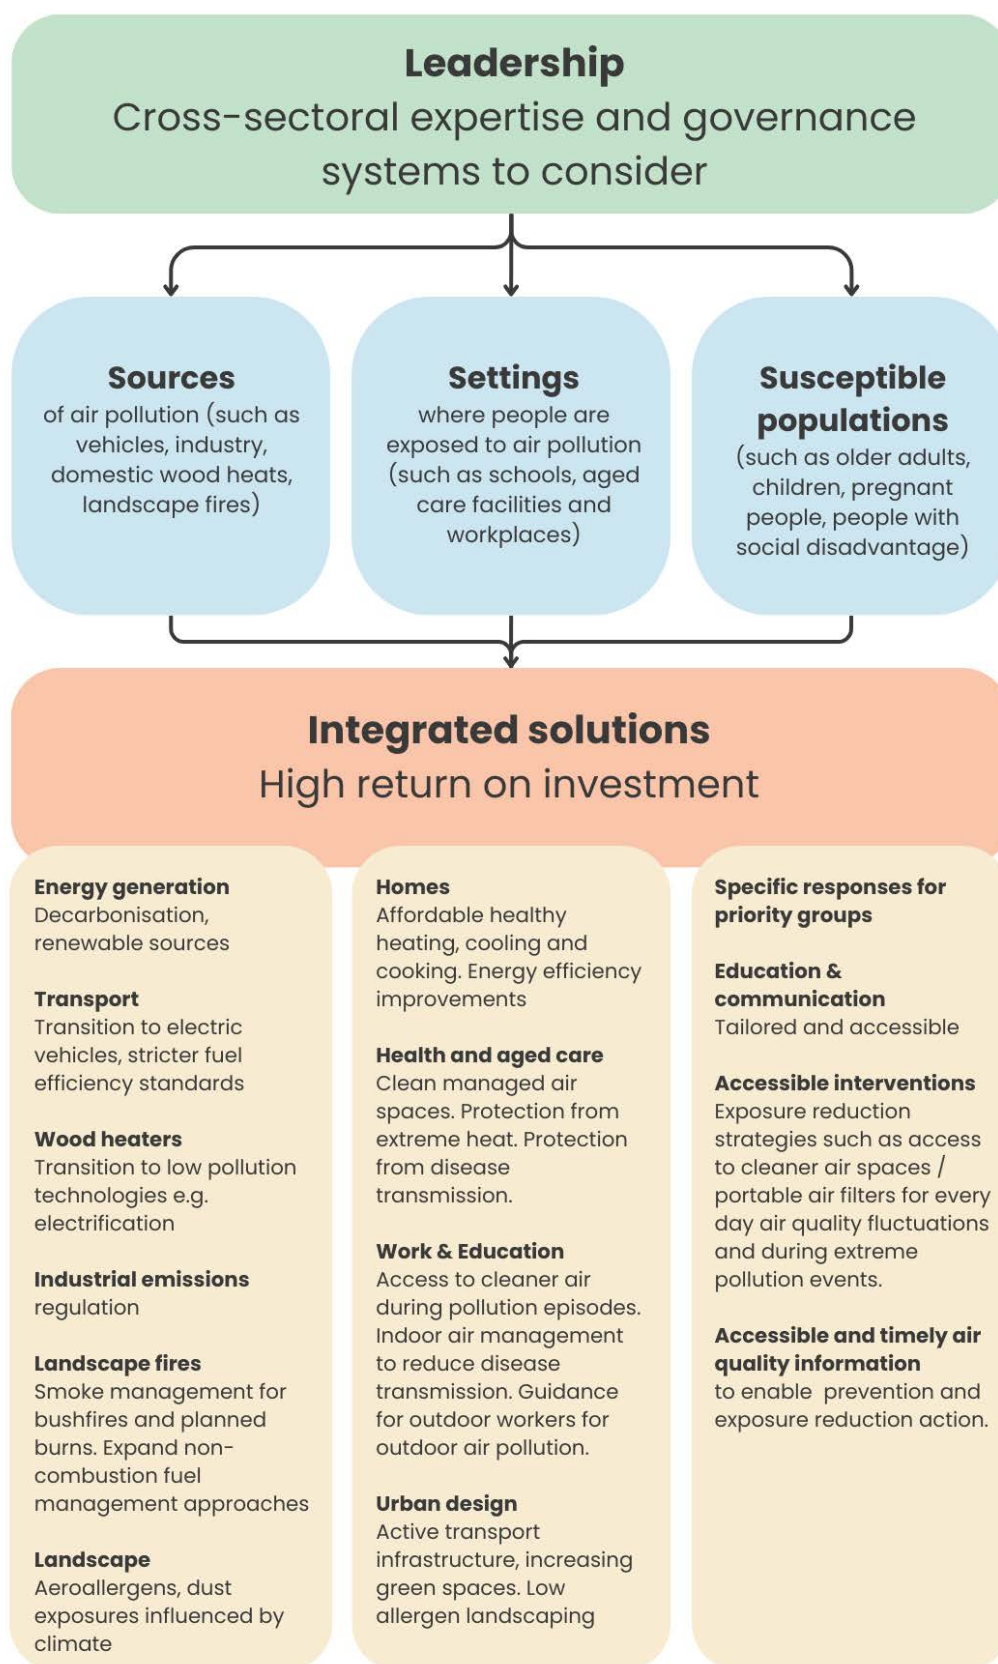 Leadership
Cross-sectoral expertise and governance
systems to consider
Sources
of air pollution (such as
vehicles, industry,
domestic wood heats,
landscape fires)
Settings
where people are
exposed to air pollution
(such as schools, aged
care facilities and
workplaces)
Susceptible
populations
(such as older adults,
children, pregnant
people, people with
social disadvantage)
Integrated solutions
High return on investment
Energy generation
Decarbonisation,
renewable sources
Transport
Transition to electric
vehicles, stricter fuel
efficiency standards
Wood heaters
Transition to low pollution
technologies e.g.
electrification
Industrial emissions
regulation
Landscape fires
Smoke management for
bushfires and planned
burns. Expand non-
combustion fuel
management approaches
Landscape
Aeroallergens, dust
exposures influenced by
climate
Homes
Affordable healthy
heating, cooling and
cooking. Energy efficiency
improvements
Health and aged care
Clean managed air
spaces. Protection from
extreme heat. Protection
from disease
transmission.
Work & Education
Access to cleaner air
during pollution episodes.
Indoor air management
to reduce disease
transmission. Guidance
for outdoor workers for
outdoor air pollution.
Urban design
Active transport
infrastructure, increasing
green spaces. Low
allergen landscaping
Specific responses for
priority groups
Education &
communication
Tailored and accessible
Accessible interventions
Exposure reduction
strategies such as access
to cleaner air spaces /
portable air filters for every
day air quality fluctuations
and during extreme
pollution events.
Accessible and timely air
quality information
to enable prevention and
exposure reduction action.